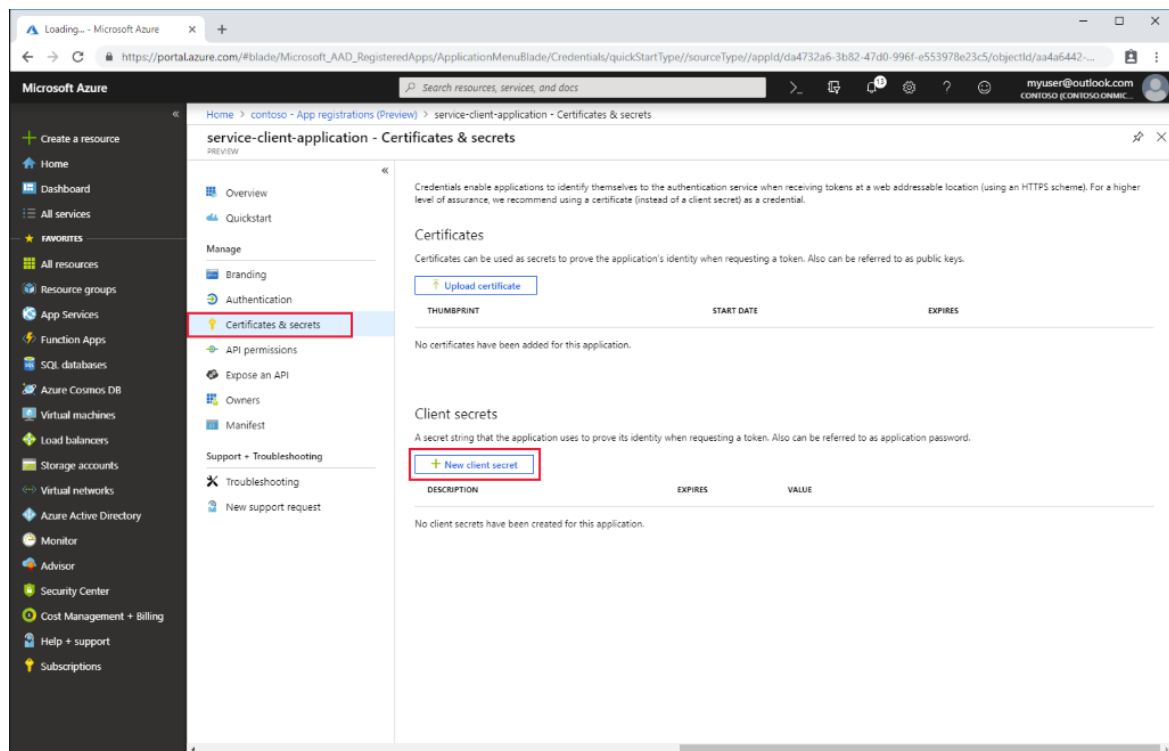 Loading... - Microsoft Azure
https://portal.azure.com/#blade/Microsoft_AAD_RegisteredApps/ApplicationMenuBlade/Credentials/quickStartType//sourceType//appId/da4732a6-3b82-47d0-996f-e553978e23c5/objectId/aa4a6442-...
Microsoft Azure
Search resources, services, and docs
13
myuser@outlook.com
CONTOSO (CONTOSO.ONMIC...
Create a resource
Home
Dashboard
All services
FAVORITES
All resources
Resource groups
App Services
Function Apps
SQL databases
Azure Cosmos DB
Virtual machines
Load balancers
Storage accounts
Virtual networks
Azure Active Directory
Monitor
Advisor
Security Center
Cost Management + Billing
Help + support
Subscriptions
Home > contoso - App registrations (Preview) > service-client-application - Certificates & secrets
service-client-application - Certificates & secrets
PREVIEW
Overview
Quickstart
Manage
Branding
Authentication
Certificates & secrets
API permissions
Expose an API
Owners
Manifest
Support + Troubleshooting
Troubleshooting
New support request
Credentials enable applications to identify themselves to the authentication service when receiving tokens at a web addressable location (using an HTTPS scheme). For a higher
level of assurance, we recommend using a certificate (instead of a client secret) as a credential.
Certificates
Certificates can be used as secrets to prove the application's identity when requesting a token. Also can be referred to as public keys.
Upload certificate
THUMBPRINT START DATE EXPIRES
No certificates have been added for this application.
Client secrets
A secret string that the application uses to prove its identity when requesting a token. Also can be referred to as application password.
New client secret
DESCRIPTION EXPIRES VALUE
No client secrets have been created for this application.